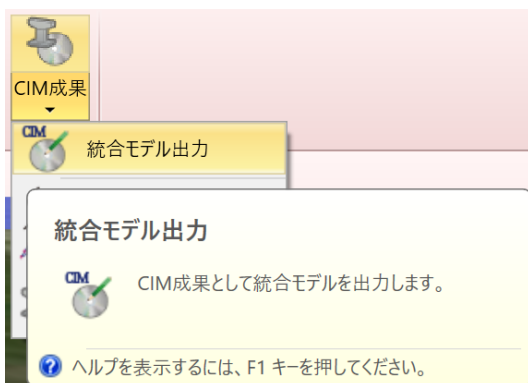 CIM成果
CIM
統合モデル出力
統合モデル出力
CIM
CIM成果として統合モデルを出力します。
ヘルプを表示するには、F1 キーを押してください。